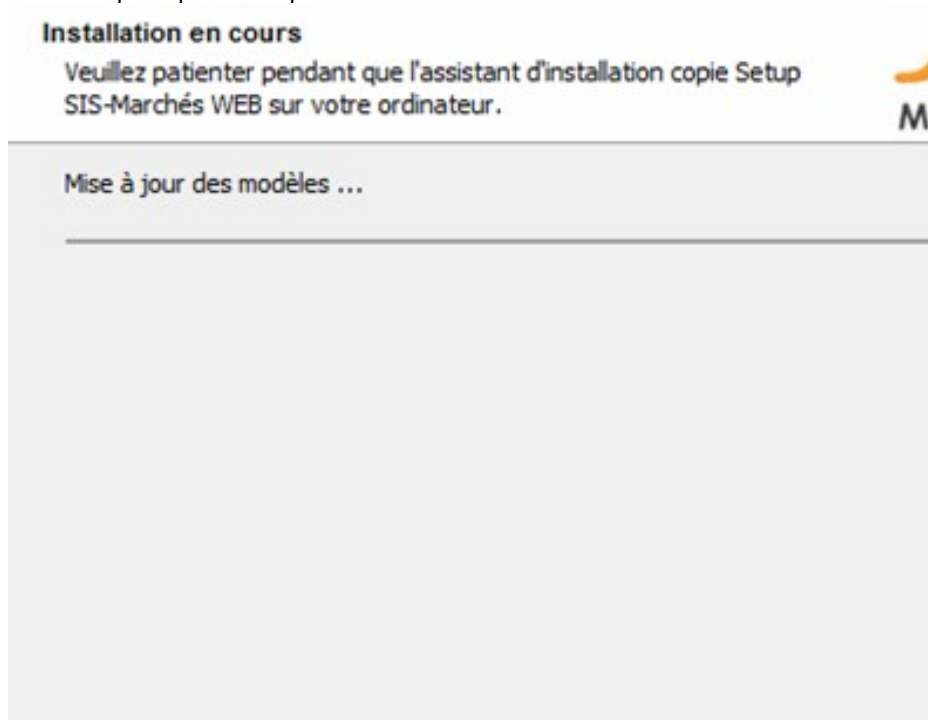 Installation en cours
Veuillez patienter pendant que l'assistant d'installation copie Setup
SIS-Marchés WEB sur votre ordinateur.
M
Mise à jour des modèles ...